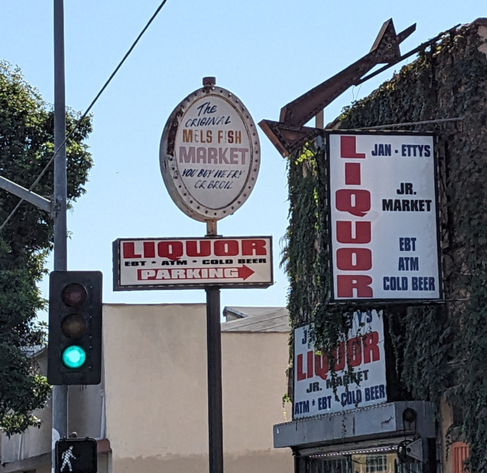 The
ORIGINAL
MELS FISH
MARKET
YOU BUY WE FRY
OR BROIL
LIQUOR
EBT • ATM • COLD BEER
PARKING
LIQUOR
JAN • ETTYS
JR.
MARKET
EBT
ATM
COLD BEER
LIQUOR
JR. MARKET
ATM * EBT COLD BEER